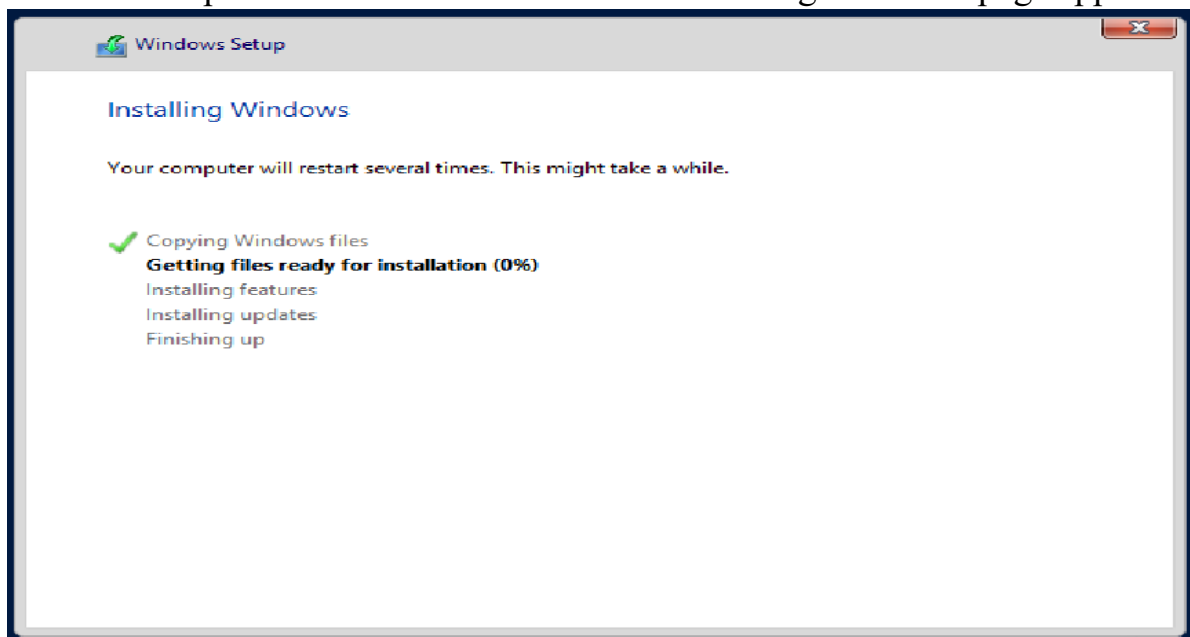 Windows Setup
Installing Windows
Your computer will restart several times. This might take a while.
Copying Windows files
Getting files ready for installation (0%)
Installing features
Installing updates
Finishing up